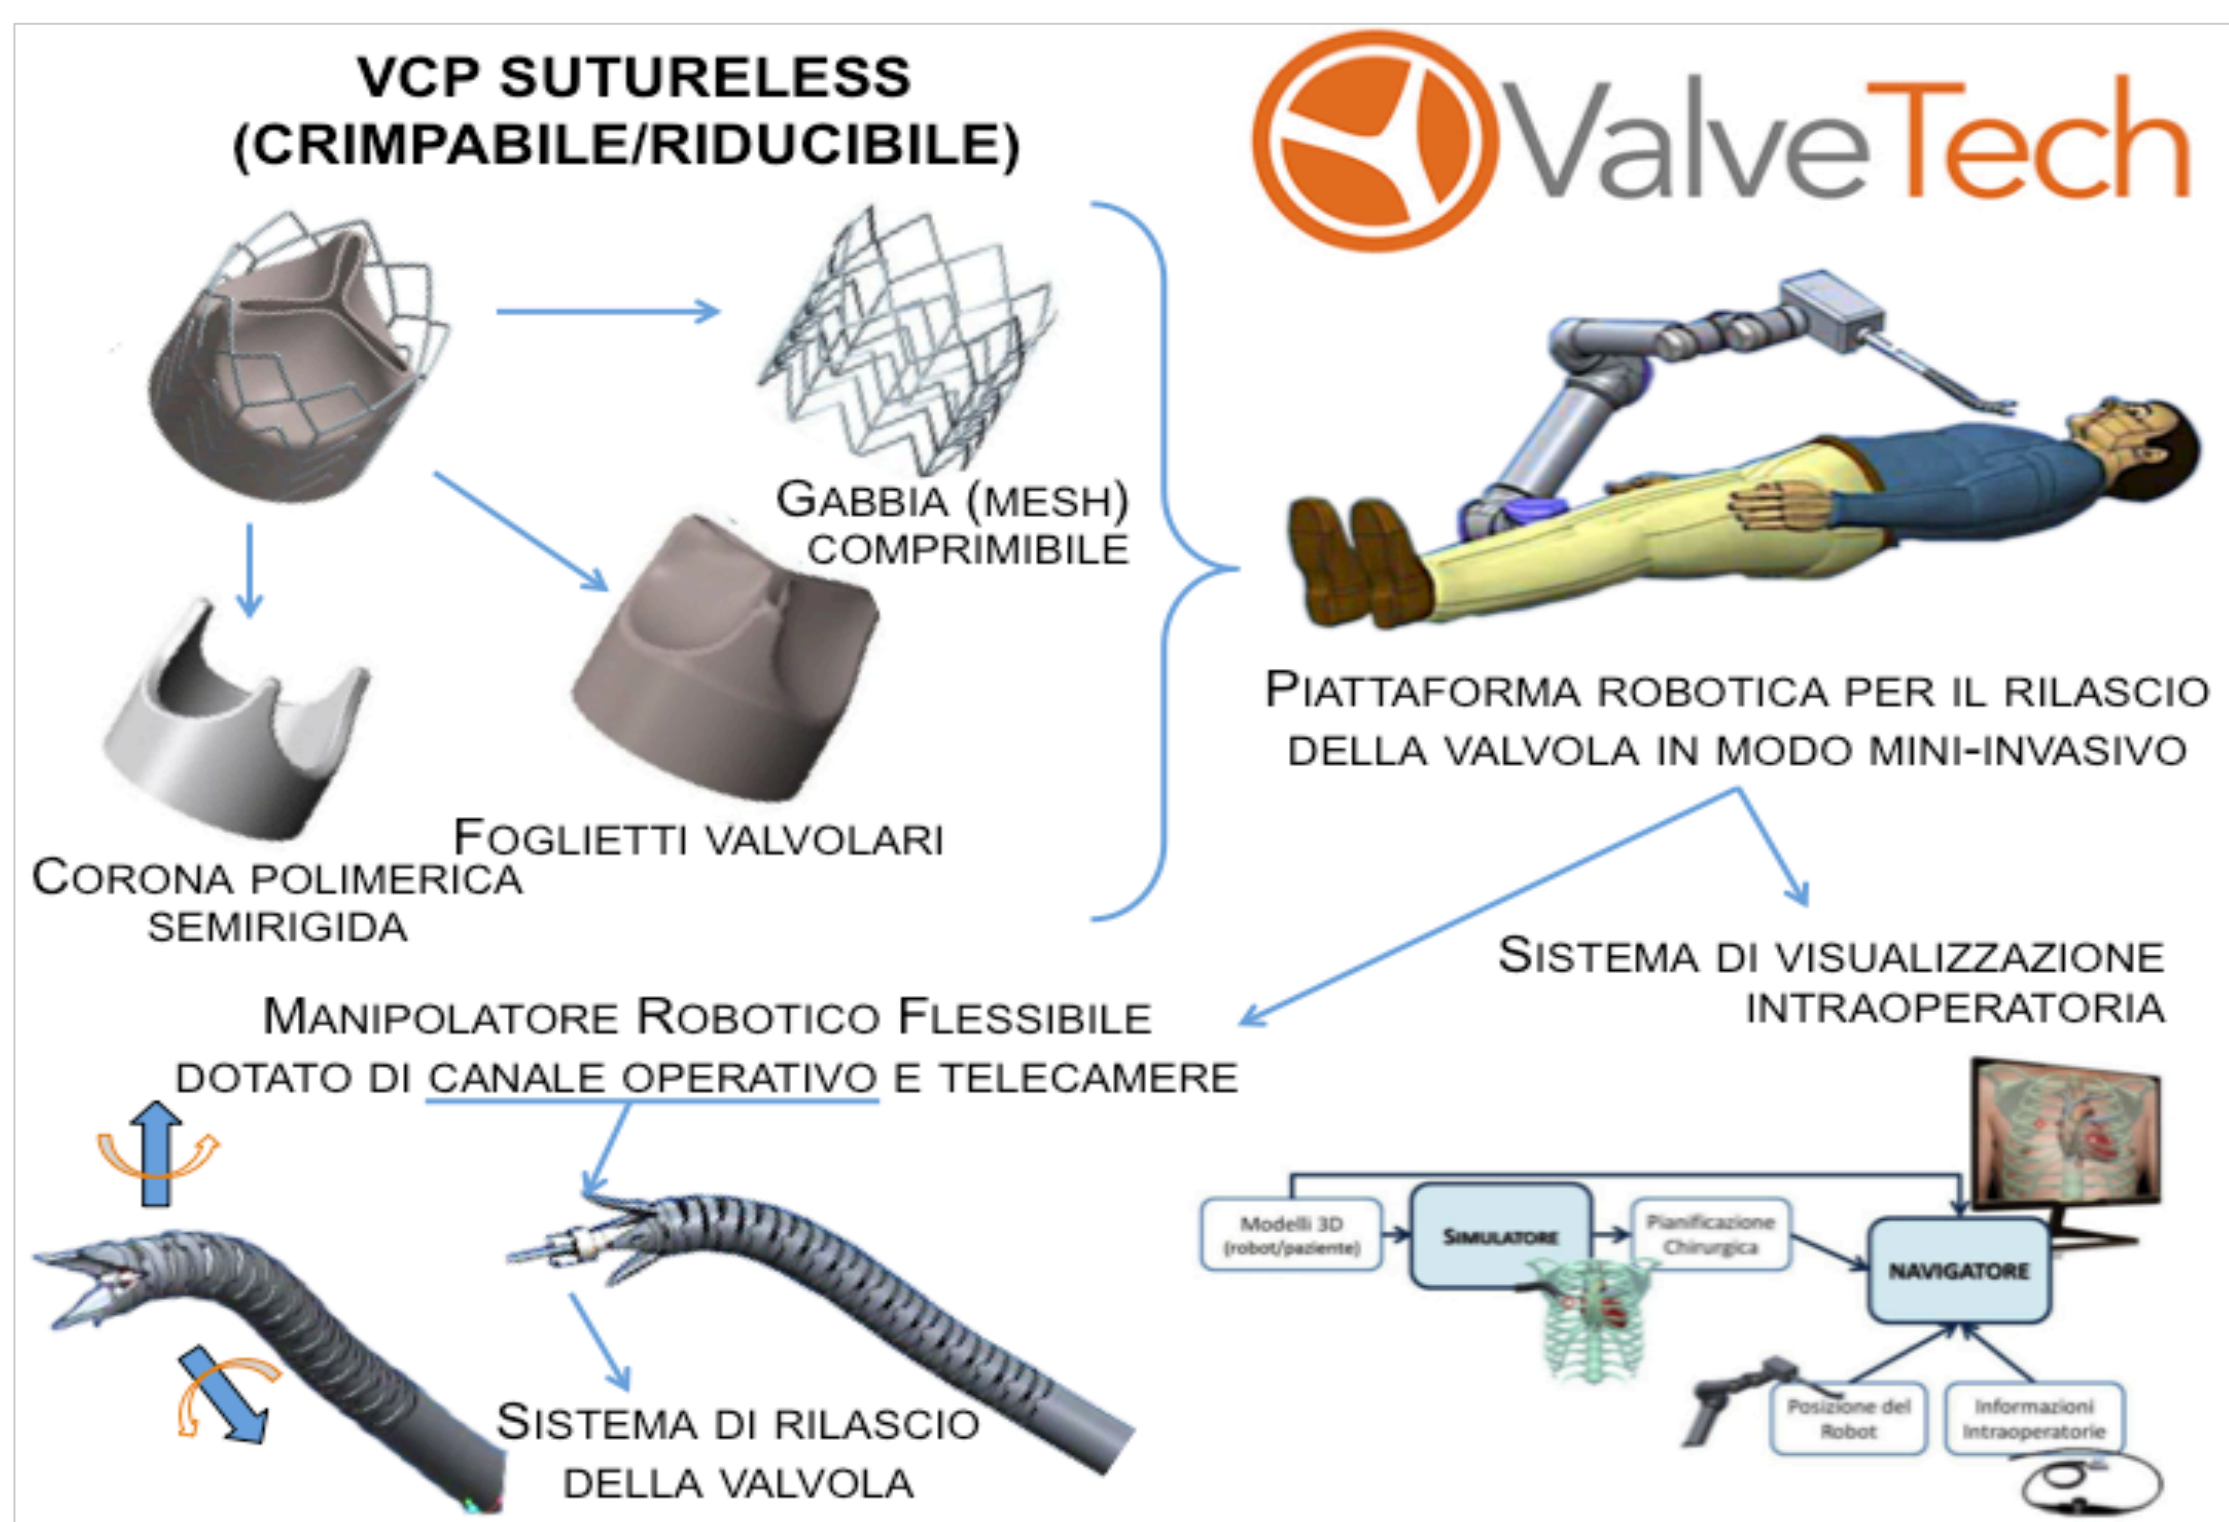 VCP SUTURELESS
(CRIMPABILE/RIDUCIBILE)
ValveTech
GABBIA (MESH)
COMPRIMIBILE
FOGLIETTI VALVOLARI
CORONA POLIMERICA
SEMIRIGIDA
PIATTAFORMA ROBOTICA PER IL RILASCIO
DELLA VALVOLA IN MODO MINI-INVASIVO
MANIPOLATORE ROBOTICO FLESSIBILE
DOTATO DI CANALE OPERATIVO E TELECAMERE
SISTEMA DI RILASCIO
DELLA VALVOLA
SISTEMA DI VISUALIZZAZIONE
INTRAOPERATORIA
Modelli 3D
(robot/paziente)
SIMULATORE
Pianificazione
Chirurgica
NAVIGATORE
Posizione del
Robot
Informazioni
Intraoperatorie